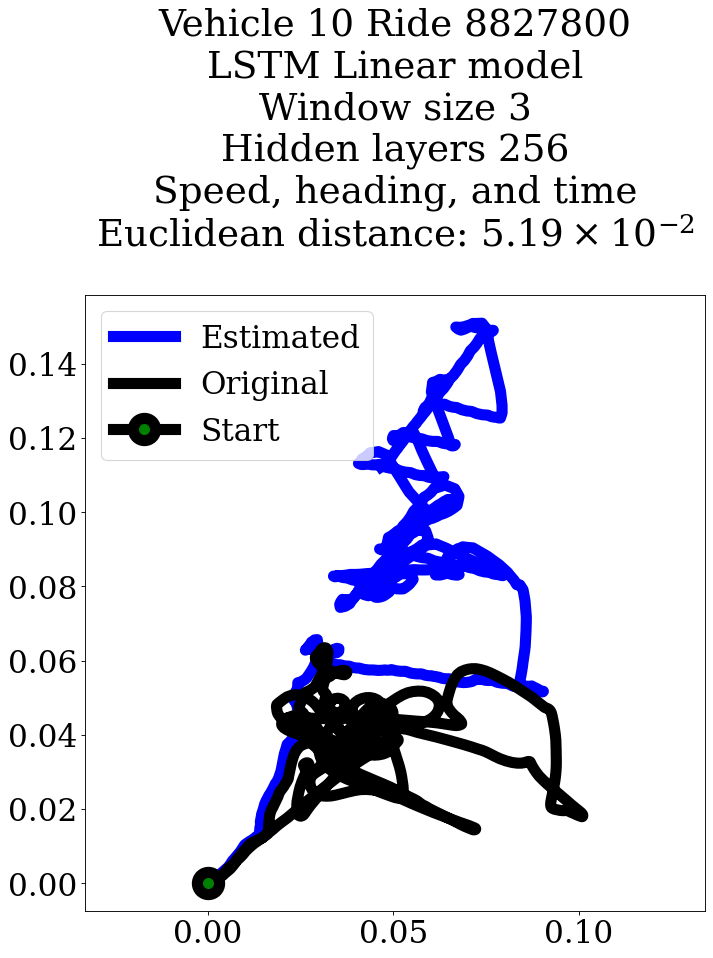 Vehicle 10 Ride 8827800
LSTM Linear model
Window size 3
Hidden layers 256
Speed, heading, and time
Euclidean distance: 5.19 × 10⁻²
Estimated
Original
Start
0.14
0.12
0.10
0.08
0.06
0.04
0.02
0.00
0.00 0.05 0.10